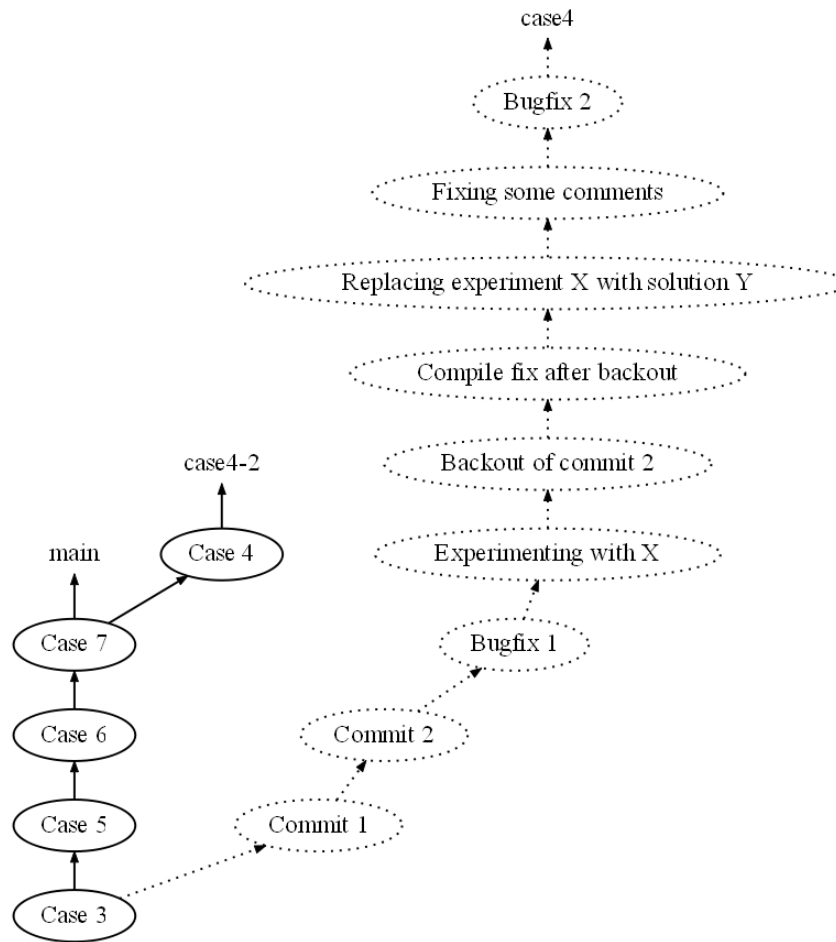 case4
Bugfix 2
Fixing some comments
Replacing experiment X with solution Y
Compile fix after backout
case4-2
Backout of commit 2
main
Case 4
Experimenting with X
Case 7
Bugfix 1
Case 6
Commit 2
Case 5
Commit 1
Case 3